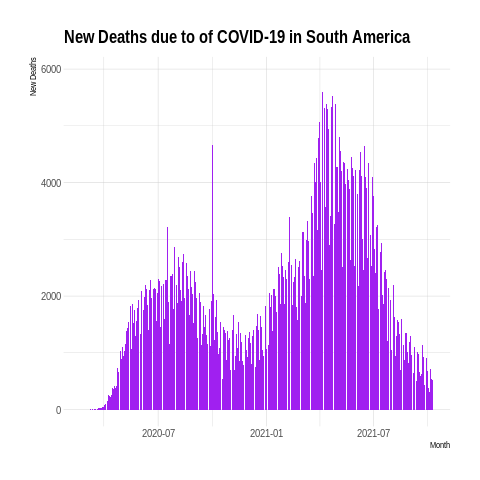 New Deaths due to of COVID-19 in South America
New Deaths
6000
4000
2000
0
2020-07
2021-01
2021-07
Month